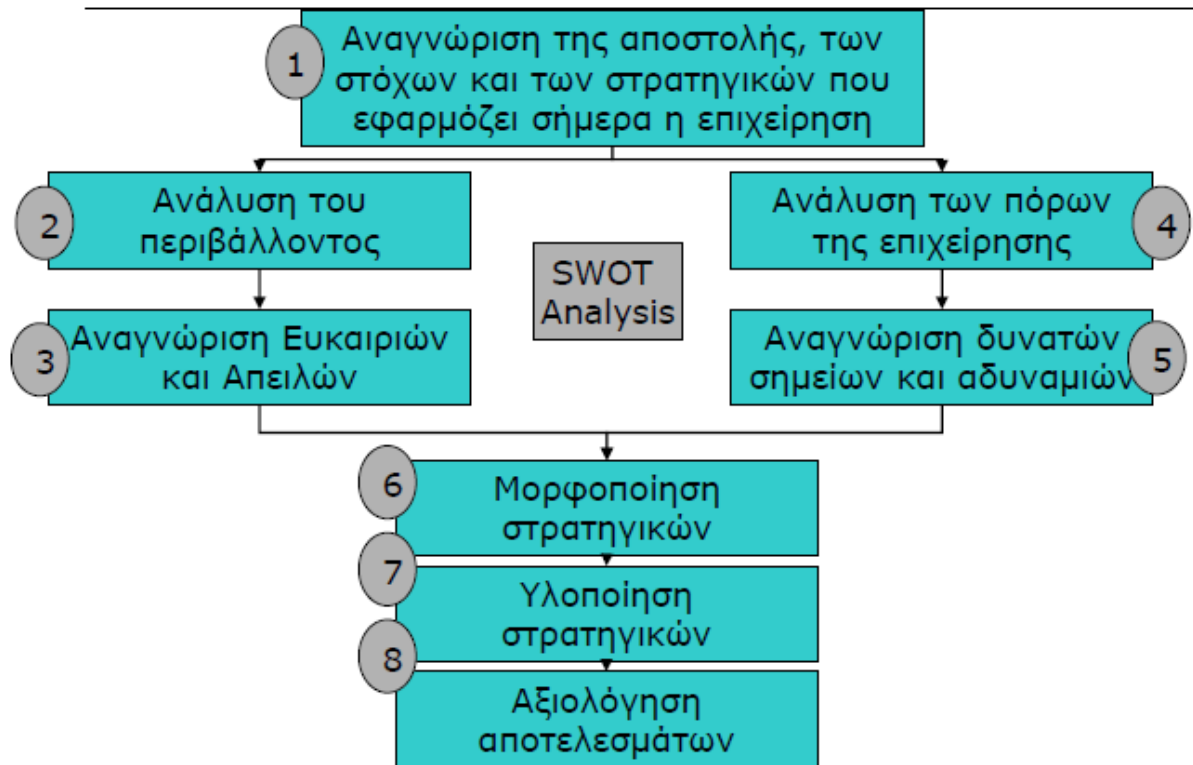 1
Αναγνώριση της αποστολής, των
στόχων και των στρατηγικών που
εφαρμόζει σήμερα η επιχείρηση
2
Ανάλυση του
περιβάλλοντος
3
Αναγνώριση Ευκαιριών
και Απειλών
SWOT
Analysis
4
Ανάλυση των πόρων
της επιχείρησης
5
Αναγνώριση δυνατών
σημείων και αδυναμιών
6
Μορφοποίηση
στρατηγικών
7
Υλοποίηση
στρατηγικών
8
Αξιολόγηση
αποτελεσμάτων